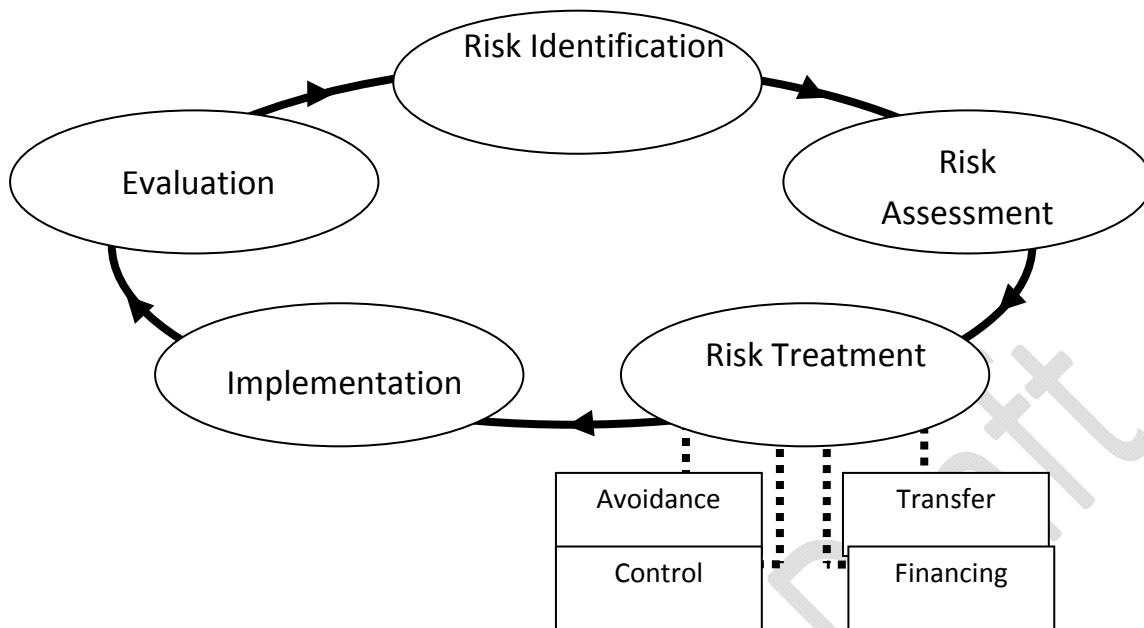 Risk Identification
Evaluation
Risk
Assessment
Risk Treatment
Implementation
Avoidance
Transfer
Control
Financing